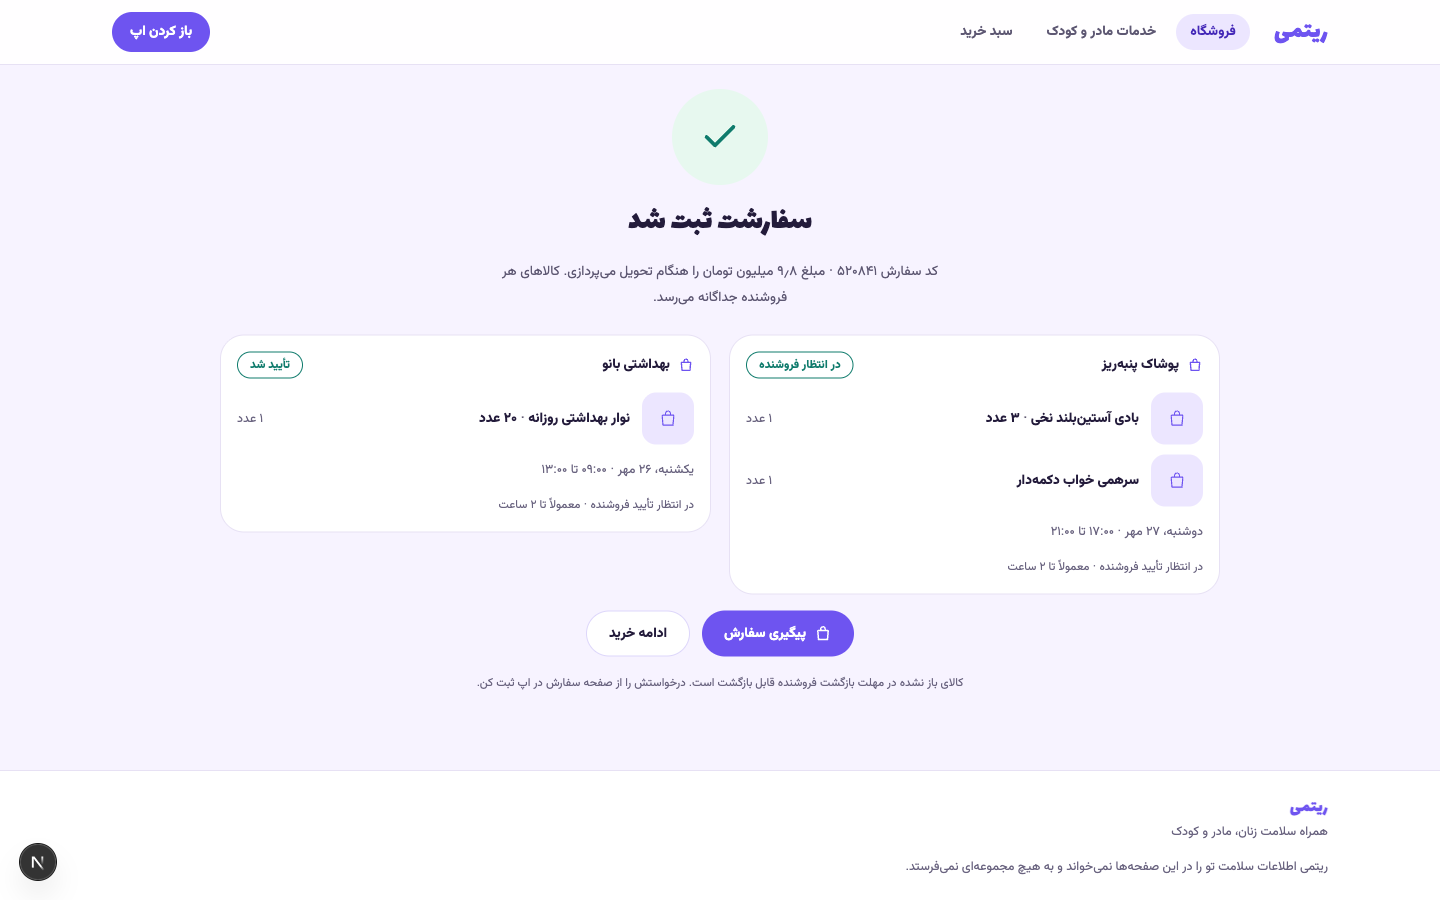 ریتمی
فروشگاه
خدمات مادر و کودک
سبد خرید
باز کردن اپ
سفارشت ثبت شد
کد سفارش ۵۲۰۸۴۱ · مبلغ ۹٫۸ میلیون تومان را هنگام تحویل می‌پردازی. کالاهای هر
فروشنده جداگانه می‌رسد.
پوشاک پنبه‌ریز
در انتظار فروشنده
بادی آستین‌بلند نخی · ۳ عدد
۱ عدد
سرهمی خواب دکمه‌دار
۱ عدد
دوشنبه، ۲۷ مهر · ۱۷:۰۰ تا ۲۱:۰۰
در انتظار تأیید فروشنده · معمولاً تا ۲ ساعت
بهداشتی بانو
تأیید شد
نوار بهداشتی روزانه · ۲۰ عدد
۱ عدد
یکشنبه، ۲۶ مهر · ۰۹:۰۰ تا ۱۳:۰۰
در انتظار تأیید فروشنده · معمولاً تا ۲ ساعت
پیگیری سفارش
ادامه خرید
کالای باز نشده در مهلت بازگشت فروشنده قابل بازگشت است. درخواستش را از صفحه سفارش در اپ ثبت کن.
ریتمی
همراه سلامت زنان، مادر و کودک
ریتمی اطلاعات سلامت تو را در این صفحه‌ها نمی‌خواند و به هیچ مجموعه‌ای نمی‌فرستد.
N